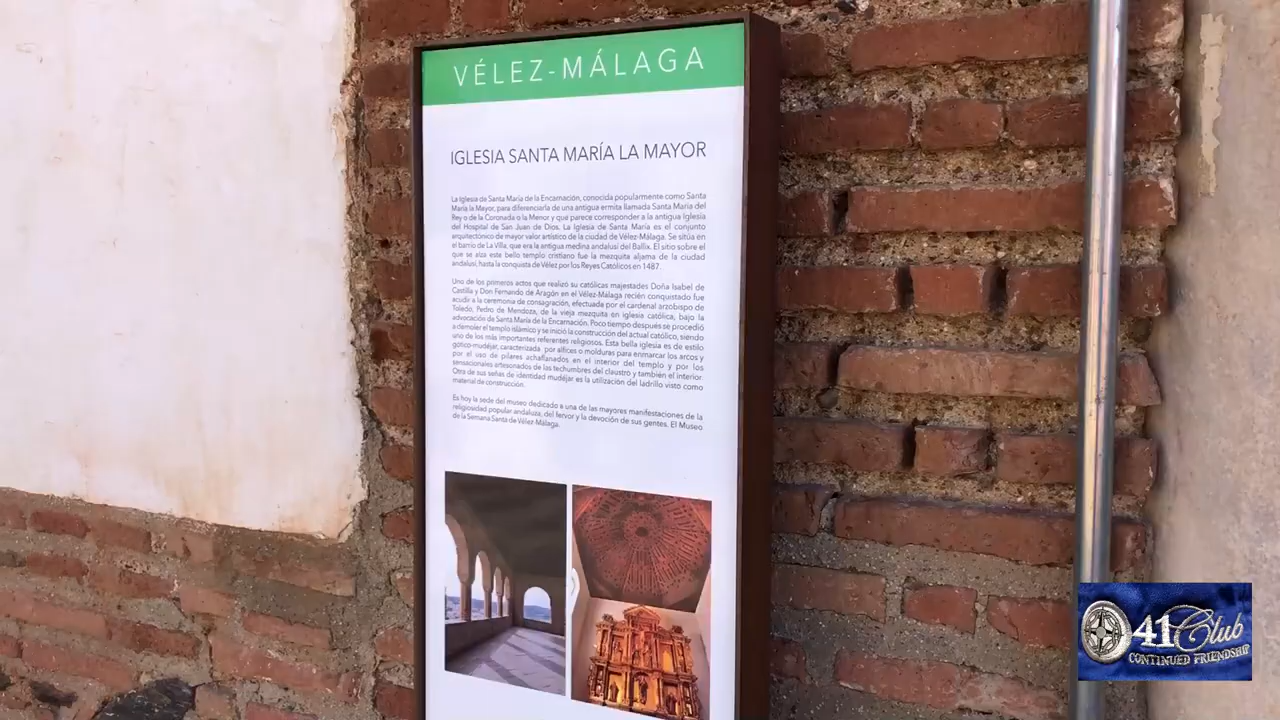 VÉLEZ-MÁLAGA
IGLESIA SANTA MARÍA LA MAYOR
La Iglesia de Santa María de la Encarnación, conocida popularmente como Santa
María la Mayor, para diferenciarla de una antigua ermita llamada Santa María del
Rey o de la Coronada o la Menor y que parece corresponder a la antigua Iglesia
del Hospital de San Juan de Dios. La Iglesia de Santa María es el conjunto
arquitectónico de mayor valor artístico de la ciudad de Vélez-Málaga. Se sitúa en
el barrio de La Villa, que era la antigua medina andalusí del Ballix. El sitio sobre el
que se alza este bello templo cristiano fue la mezquita aljama de la ciudad
andalusí, hasta la conquista de Vélez por los Reyes Católicos en 1487.
Uno de los primeros actos que realizó su católicas majestades Doña Isabel de
Castilla y Don Fernando de Aragón en el Vélez-Málaga recién conquistado fue
acudir a la ceremonia de consagración, efectuada por el cardenal arzobispo de
Toledo, Pedro de Mendoza, de la vieja mezquita en iglesia católica, bajo la
advocación de Santa María de la Encarnación. Poco tiempo después se procedió
a demoler el templo islámico y se inició la construcción del actual católico, siendo
uno de los más importantes referentes religiosos. Esta bella iglesia es de estilo
gótico-mudéjar, caracterizada por alfices o molduras para enmarcar los arcos y
por el uso de pilares achaflanados en el interior del templo y por los
sensacionales artesonados de las techumbres del claustro y también el interior.
Otra de sus señas de identidad mudéjar es la utilización del ladrillo visto como
material de construcción.
Es hoy la sede del museo dedicado a una de las mayores manifestaciones de la
religiosidad popular andaluza, del fervor y la devoción de sus gentes. El Museo
de la Semana Santa de Vélez-Málaga.
41 Club
CONTINUED FRIENDSHIP